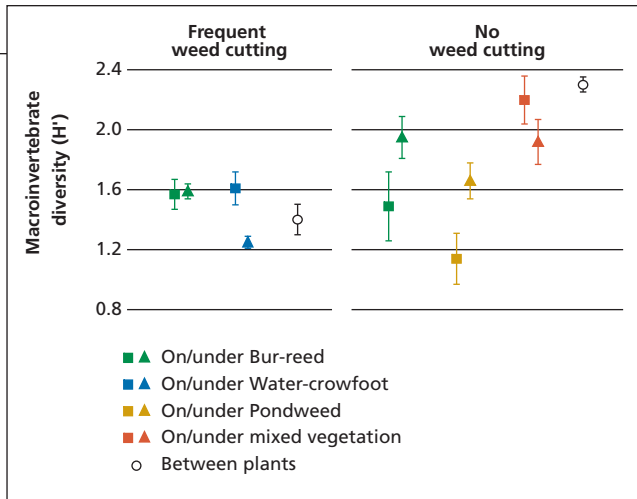 Frequent
weed cutting
No
weed cutting
Macroinvertebrate
diversity (H')
2.4
2.0
1.6
1.2
0.8
On/under Bur-reed
On/under Water-crowfoot
On/under Pondweed
On/under mixed vegetation
Between plants